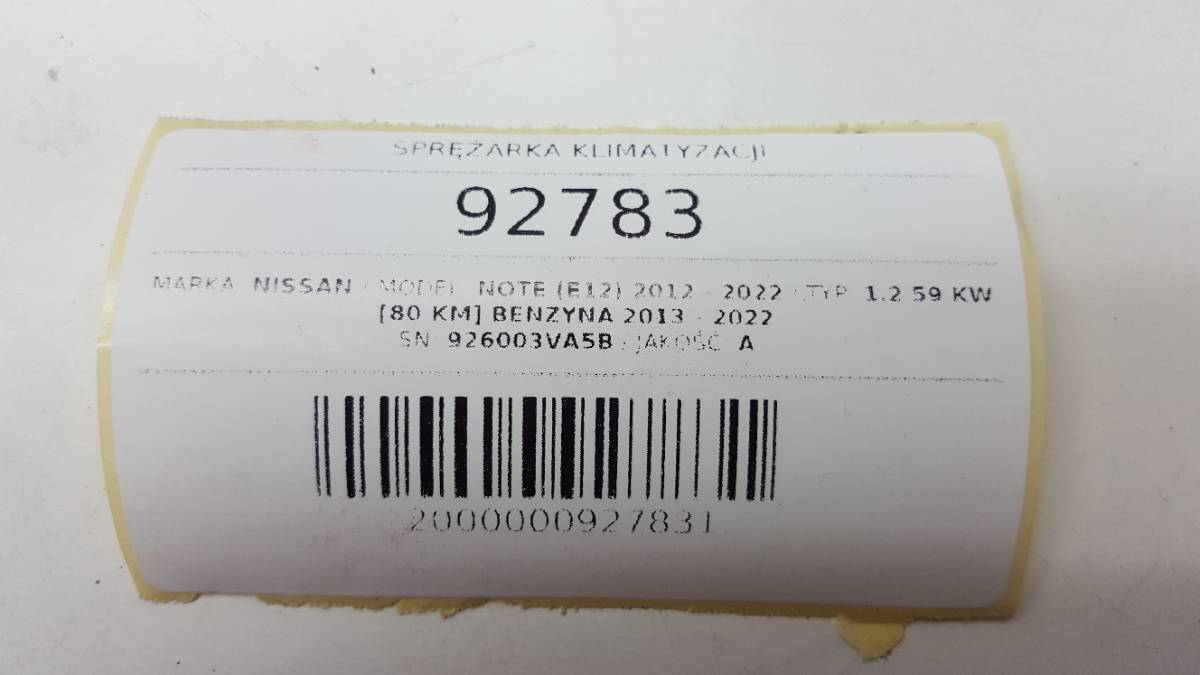 SPRĘŻARKA KLIMATYZACJI
92783
MARKA: NISSAN / MODEL: NOTE (E12) 2012 - 2022 / TYP: 1.2 59 KW
[80 KM] BENZYNA 2013 - 2022
SN: 926003VA5B / JAKOŚĆ: A
2000000927831